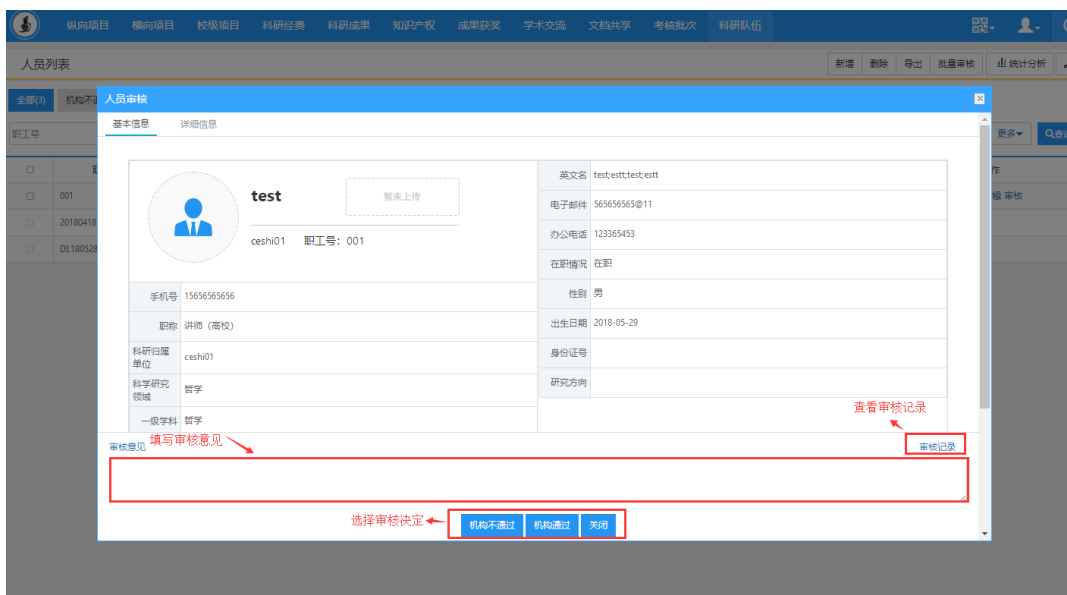 纵向项目 横向项目 校级项目 科研经费 科研成果 知识产权 成果获奖 学术交流 文档共享 考核批次 科研队伍
人员列表 新增 删除 导出 批量审核 统计分析
全部(3) 机构不
人员审核
基本信息 详细信息
职工号 更多 Q查
test 暂未上传
ceshi01 职工号：001
001 审核
20180418
DL180528
手机号 15656565656
职称 讲师（高校）
科研归属单位 ceshi01
科学研究领域 哲学
一级学科 哲学
英文名 test;estt;test;estt
电子邮件 565656565@11
办公电话 123365453
在职情况 在职
性别 男
出生日期 2018-05-29
身份证号
研究方向
查看审核记录
审核意见 填写审核意见 审核记录
选择审核决定 机构不通过 机构通过 关闭